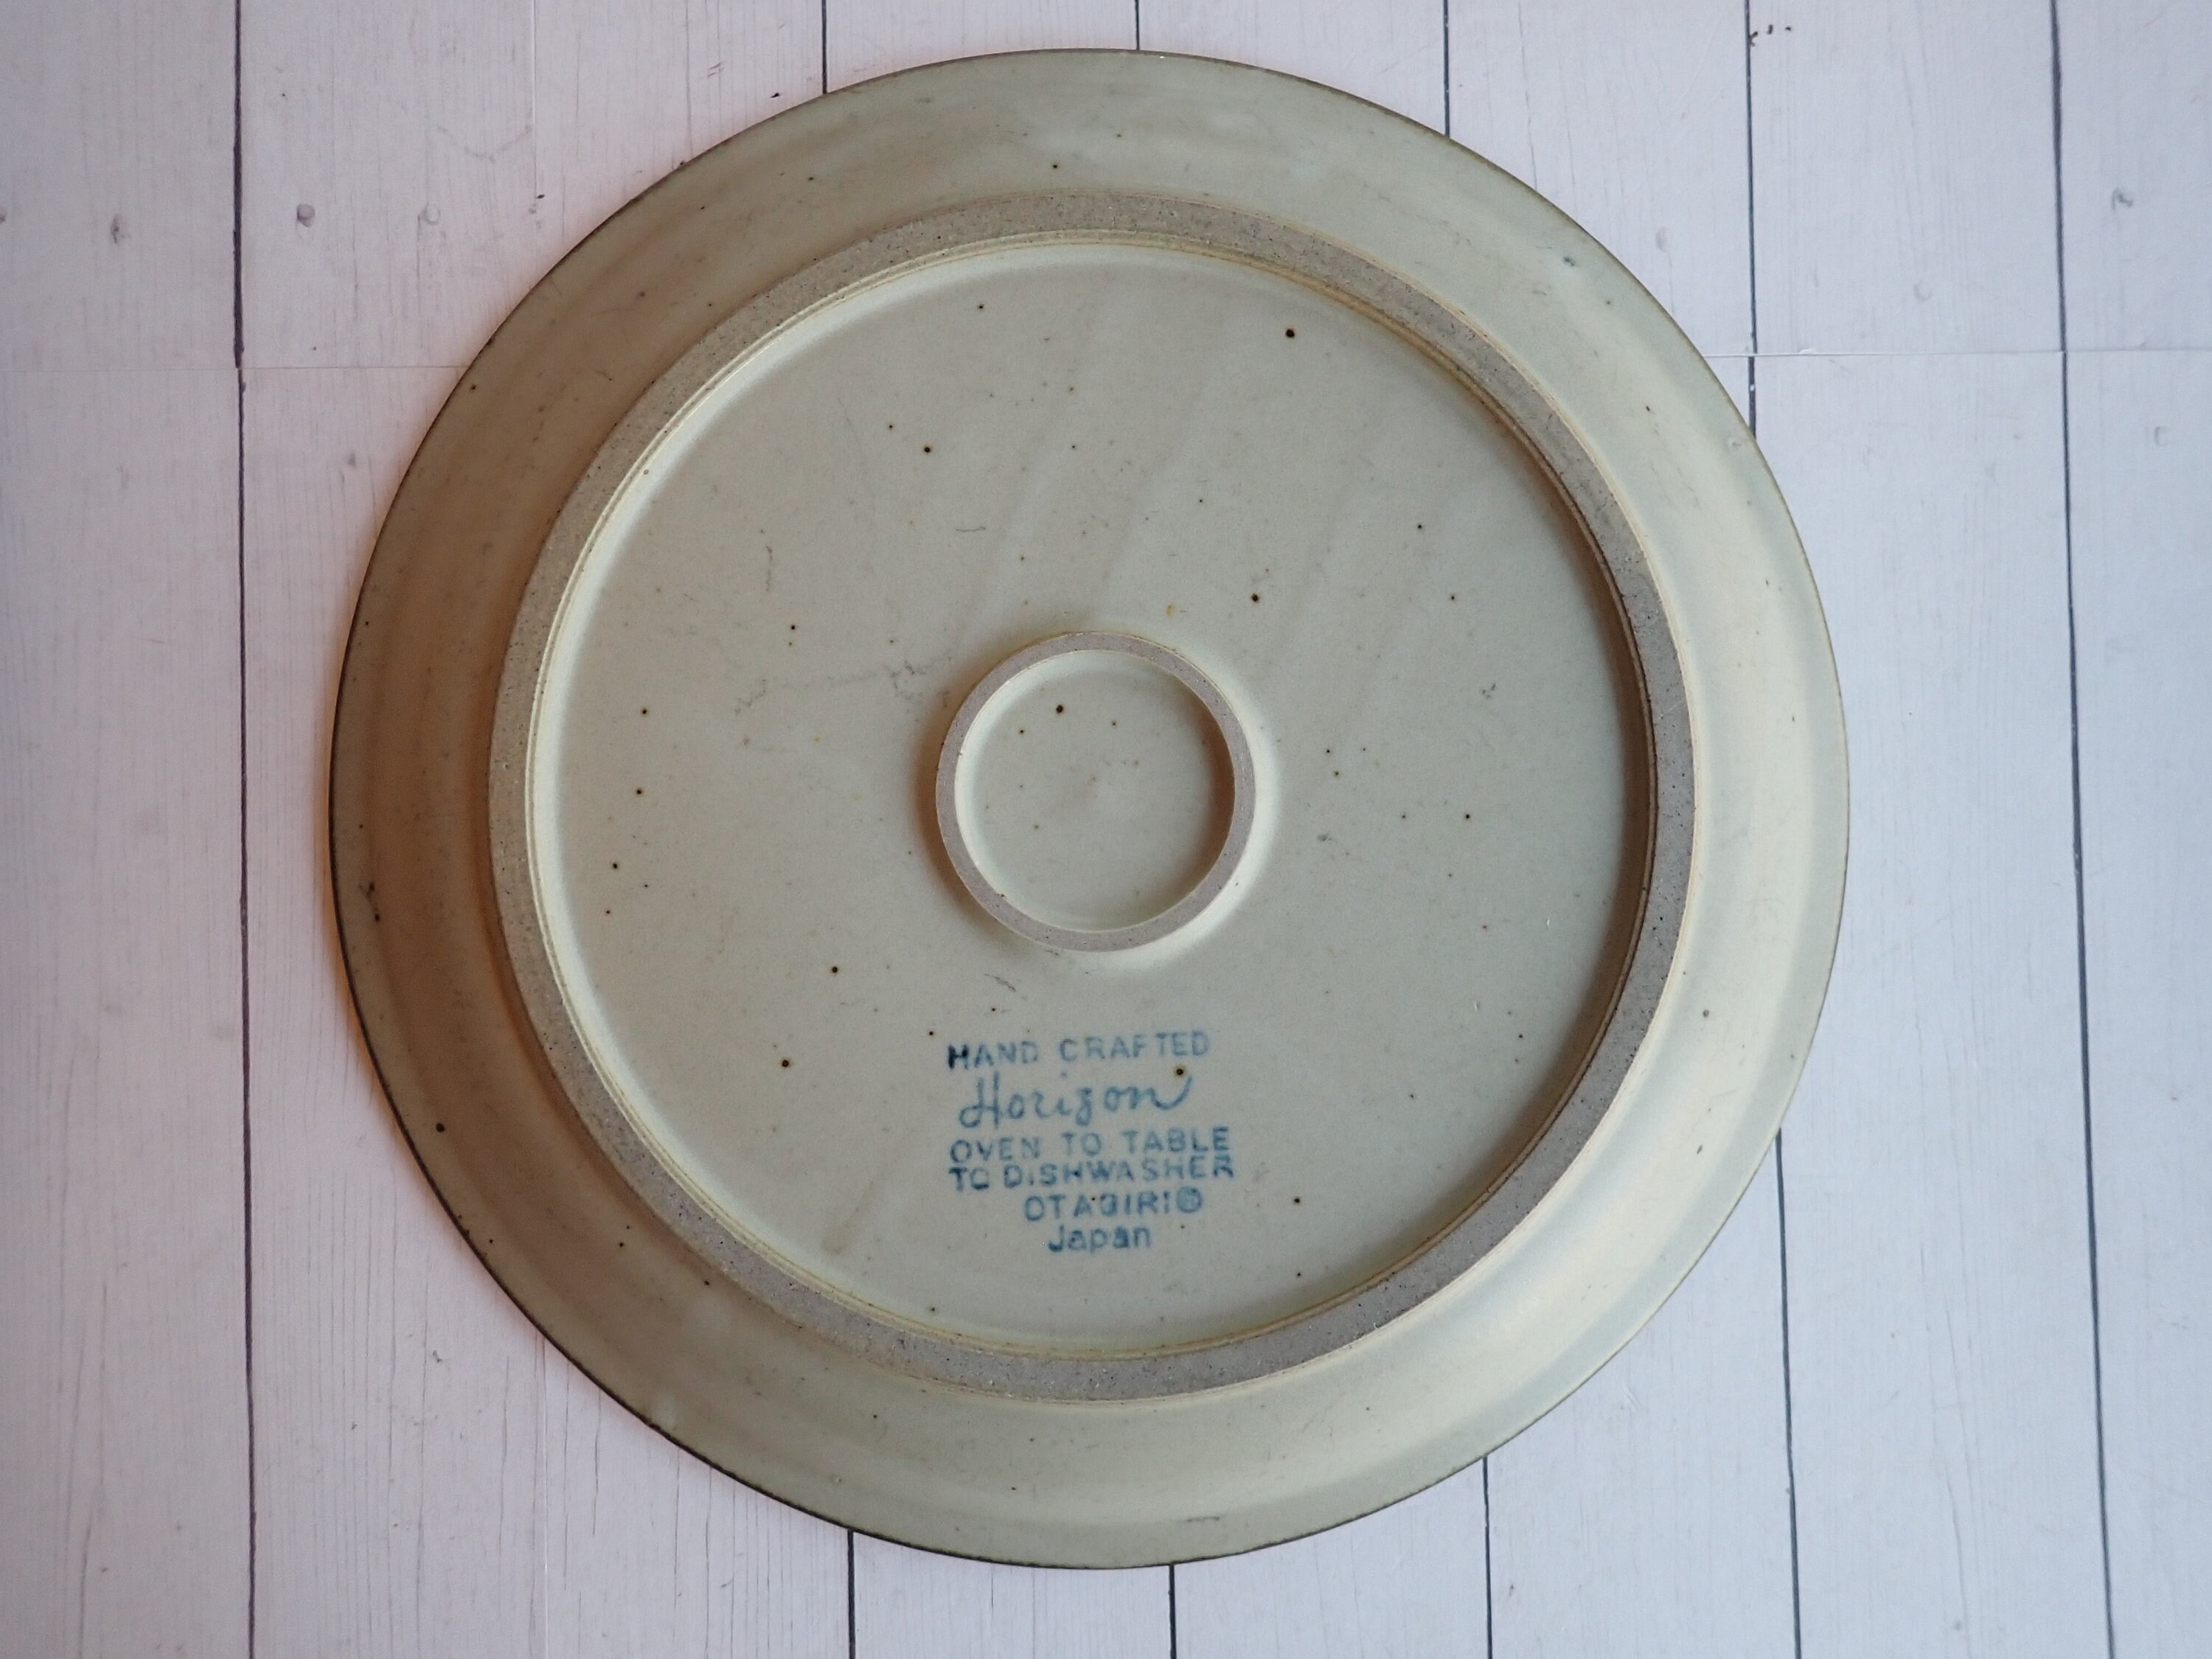 HAND CRAFTED
Horizon
OVEN TO TABLE
TO DISHWASHER
OTAGIRI®
Japan